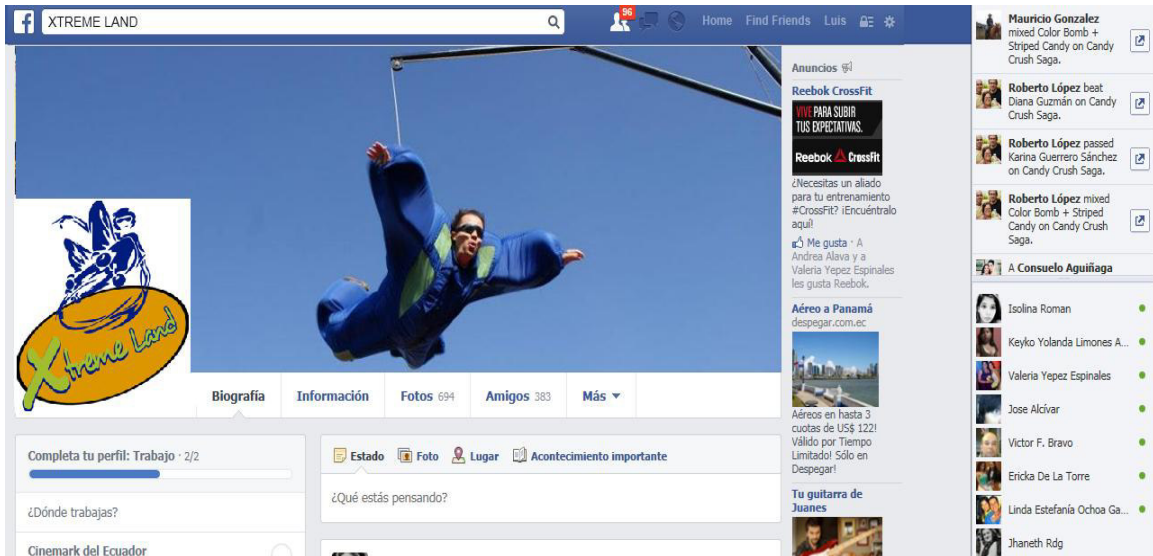 XTREME LAND
96
Home Find Friends Luis
Xtreme Land
Biografía Información Fotos 694 Amigos 383 Más
Completa tu perfil: Trabajo · 2/2
¿Dónde trabajas?
Cinemark del Ecuador
Estado Foto Lugar Acontecimiento importante
¿Qué estás pensando?
Anuncios
Reebok CrossFit
VIVE PARA SUBIR
TUS EXPECTATIVAS.
Reebok CrossFit
¿Necesitas un aliado
para tu entrenamiento
#CrossFit? ¡Encuéntralo
aquí!
Me gusta · A
Andrea Alava y a
Valeria Yepez Espinales
les gusta Reebok.
Aéreo a Panamá
despegar.com.ec
Aéreos en hasta 3
cuotas de US$ 122!
Válido por Tiempo
Limitado! Sólo en
Despegar!
Tu guitarra de
Juanes
Mauricio Gonzalez
mixed Color Bomb +
Striped Candy on Candy
Crush Saga.
Roberto López beat
Diana Guzmán on Candy
Crush Saga.
Roberto López passed
Karina Guerrero Sánchez
on Candy Crush Saga.
Roberto López mixed
Color Bomb + Striped
Candy on Candy Crush
Saga.
A Consuelo Aguiñaga
Isolina Roman
Keyko Yolanda Limones A...
Valeria Yepez Espinales
Jose Alcívar
Victor F. Bravo
Ericka De La Torre
Linda Estefanía Ochoa Ga...
Jhaneth Rdg